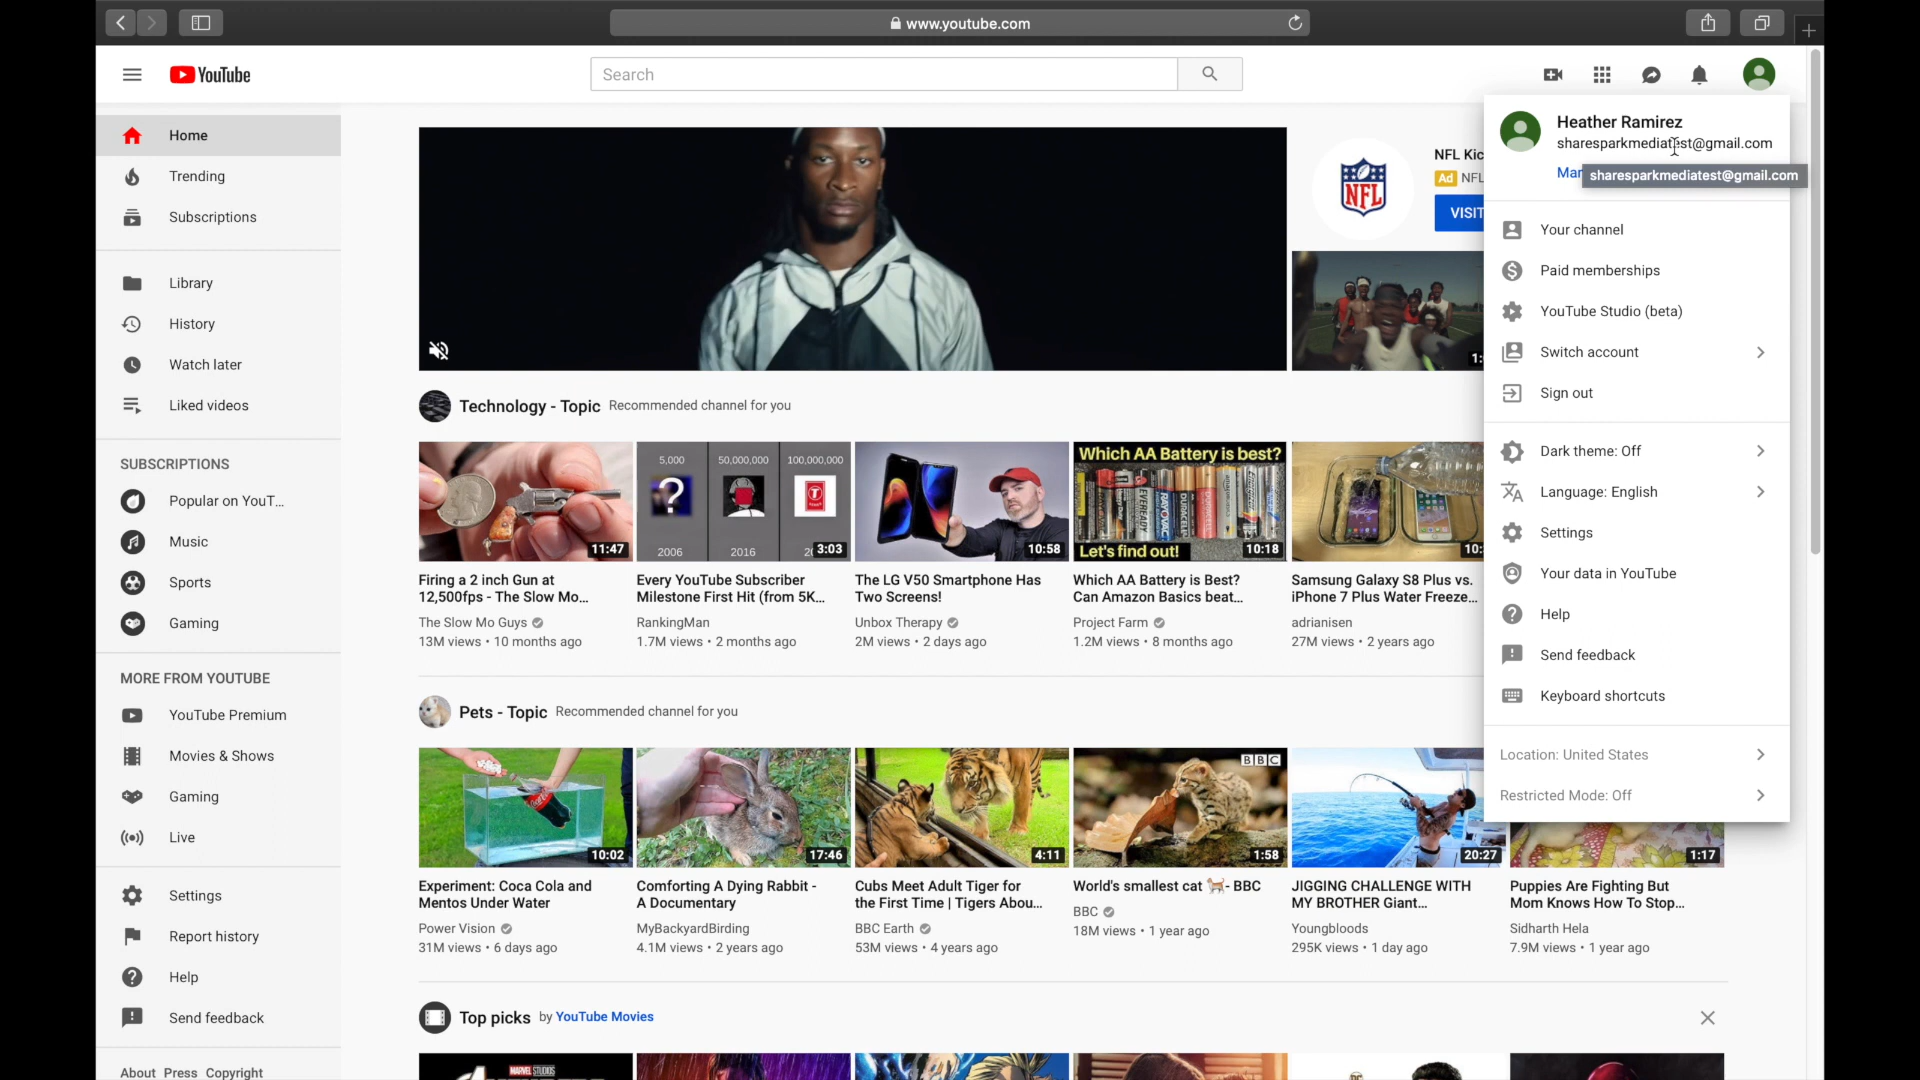 www.youtube.com
YouTube
Search
Home
Trending
Subscriptions
Library
History
Watch later
Liked videos
SUBSCRIPTIONS
Popular on YouT...
Music
Sports
Gaming
MORE FROM YOUTUBE
YouTube Premium
Movies & Shows
Gaming
Live
Settings
Report history
Help
Send feedback
About Press Copyright
NFL
NFL Kic
Ad NFL
VISIT
Technology - Topic Recommended channel for you
11:47
Firing a 2 inch Gun at
12,500fps - The Slow Mo...
The Slow Mo Guys
13M views • 10 months ago
5,000 50,000,000 100,000,000
2006 2016
3:03
Every YouTube Subscriber
Milestone First Hit (from 5K...
RankingMan
1.7M views • 2 months ago
10:58
The LG V50 Smartphone Has
Two Screens!
Unbox Therapy
2M views • 2 days ago
Which AA Battery is best?
Let's find out!
10:18
Which AA Battery is Best?
Can Amazon Basics beat...
Project Farm
1.2M views • 8 months ago
Samsung Galaxy S8 Plus vs.
iPhone 7 Plus Water Freeze...
adrianisen
27M views • 2 years ago
Pets - Topic Recommended channel for you
10:02
Experiment: Coca Cola and
Mentos Under Water
Power Vision
31M views • 6 days ago
17:46
Comforting A Dying Rabbit -
A Documentary
MyBackyardBirding
4.1M views • 2 years ago
4:11
Cubs Meet Adult Tiger for
the First Time | Tigers Abou...
BBC Earth
53M views • 4 years ago
BBC
1:58
World's smallest cat 🐈- BBC
BBC
18M views • 1 year ago
20:27
JIGGING CHALLENGE WITH
MY BROTHER Giant...
Youngbloods
295K views • 1 day ago
1:17
Puppies Are Fighting But
Mom Knows How To Stop...
Sidharth Hela
7.9M views • 1 year ago
Top picks by YouTube Movies
MARVEL STUDIOS
Heather Ramirez
sharesparkmediatest@gmail.com
sharesparkmediatest@gmail.com
Your channel
Paid memberships
YouTube Studio (beta)
Switch account
Sign out
Dark theme: Off
Language: English
Settings
Your data in YouTube
Help
Send feedback
Keyboard shortcuts
Location: United States
Restricted Mode: Off